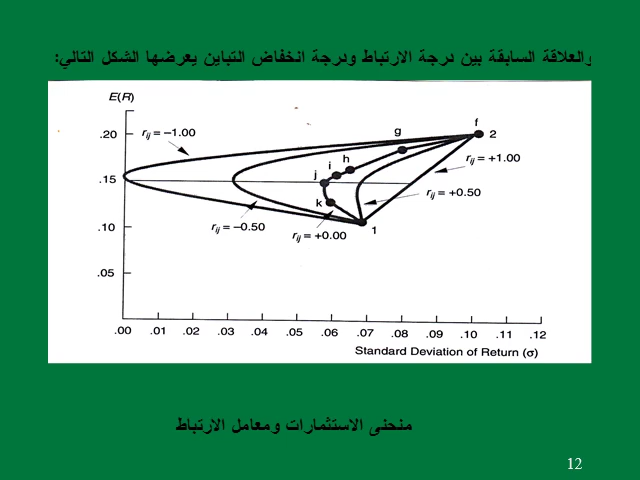 والعلاقة السابقة بين درجة الارتباط ودرجة انخفاض التباين يعرضها الشكل التالي:
E(R)
f
g
2
.20
rij = −1.00
h
rij = +1.00
i
.15
j
rij = +0.50
k
.10
rij = −0.50
rij = +0.00
1
.05
.00 .01 .02 .03 .04 .05 .06 .07 .08 .09 .10 .11 .12
Standard Deviation of Return (σ)
منحنى الاستثمارات ومعامل الارتباط
12